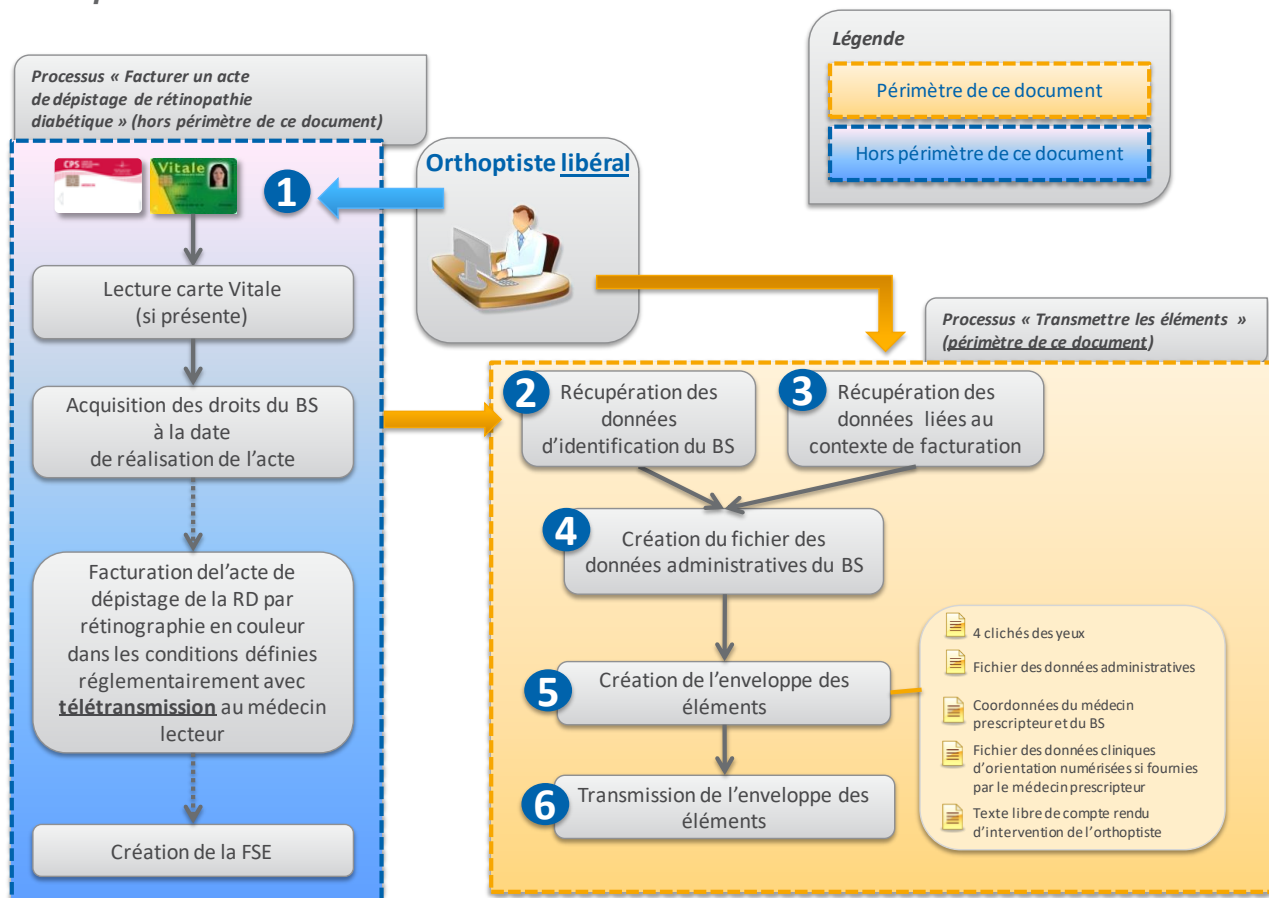 Légende
Périmètre de ce document
Hors périmètre de ce document
Processus « Facturer un acte
de dépistage de rétinopathie
diabétique » (hors périmètre de ce document)
CPS
Vitale
1
Orthoptiste libéral
Lecture carte Vitale
(si présente)
Acquisition des droits du BS
à la date
de réalisation de l’acte
Facturation del’acte de
dépistage de la RD par
rétinographie en couleur
dans les conditions définies
réglementairement avec
télétransmission au médecin
lecteur
Création de la FSE
Processus « Transmettre les éléments »
(périmètre de ce document)
2
Récupération des
données
d’identification du BS
3
Récupération des
données liées au
contexte de facturation
4
Création du fichier des
données administratives du BS
5
Création de l’enveloppe des
éléments
6
Transmission de l’enveloppe des
éléments
4 clichés des yeux
Fichier des données administratives
Coordonnées du médecin
prescripteur et du BS
Fichier des données cliniques
d’orientation numérisées si fournies
par le médecin prescripteur
Texte libre de compte rendu
d’intervention de l’orthoptiste